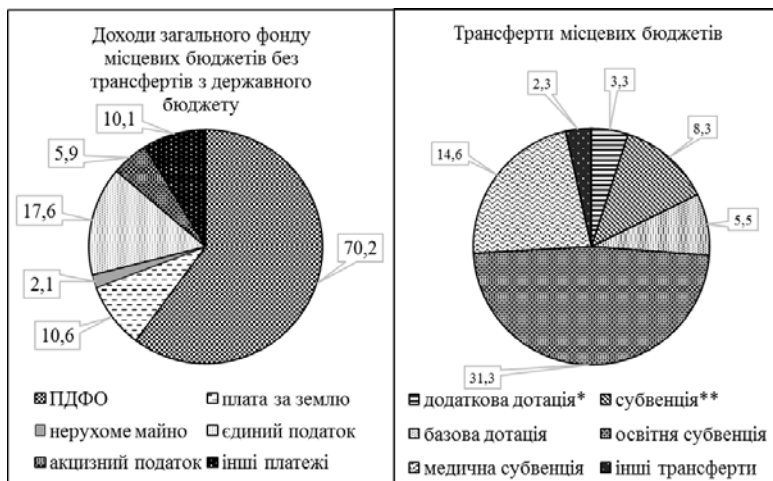 Доходи загального фонду
місцевих бюджетів без
трансфертів з державного
бюджету
10,1
5,9
17,6
2,1
10,6
70,2
ПДФО
плата за землю
нерухоме майно
єдиний податок
акцизний податок
інші платежі
Трансферти місцевих бюджетів
2,3
3,3
8,3
14,6
5,5
31,3
додаткова дотація*
субвенція**
базова дотація
освітня субвенція
медична субвенція
інші трансферти